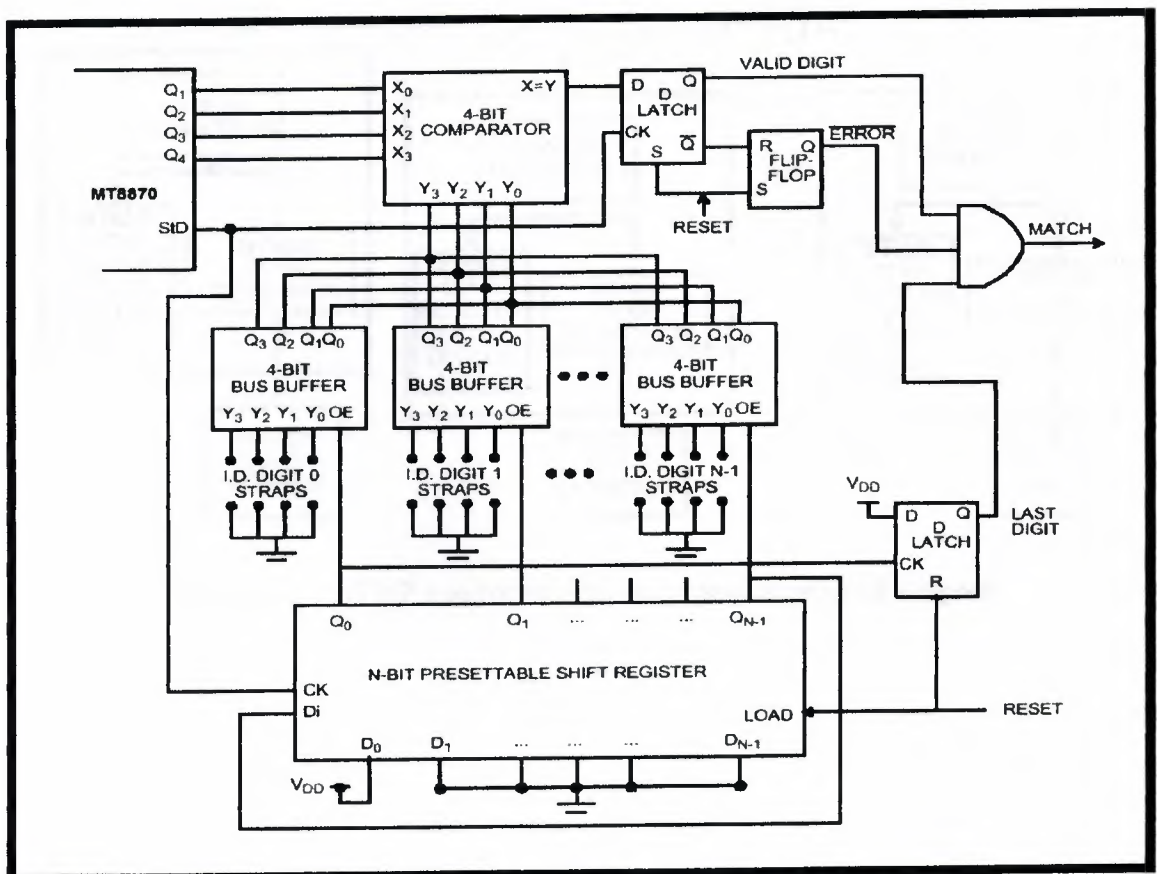 Q1 X0 X=Y D Q VALID DIGIT
Q2 X1 4-BIT D
Q3 X2 COMPARATOR LATCH
Q4 X3 CK Q R Q ERROR
MT8870 S FLIP-
FLOP
Y3 Y2 Y1 Y0 S
StD RESET MATCH
Q3 Q2 Q1 Q0 Q3 Q2 Q1 Q0 Q3 Q2 Q1 Q0
4-BIT 4-BIT 4-BIT
BUS BUFFER BUS BUFFER BUS BUFFER
Y3 Y2 Y1 Y0 OE Y3 Y2 Y1 Y0 OE Y3 Y2 Y1 Y0 OE
I.D. DIGIT 0 I.D. DIGIT 1 I.D. DIGIT N-1
STRAPS STRAPS STRAPS
VDD
D Q LAST
D DIGIT
LATCH
CK
R
Q0 Q1 ... ... ... QN-1
N-BIT PRESETTABLE SHIFT REGISTER
CK
Di LOAD RESET
D0 D1 ... ... ... DN-1
VDD